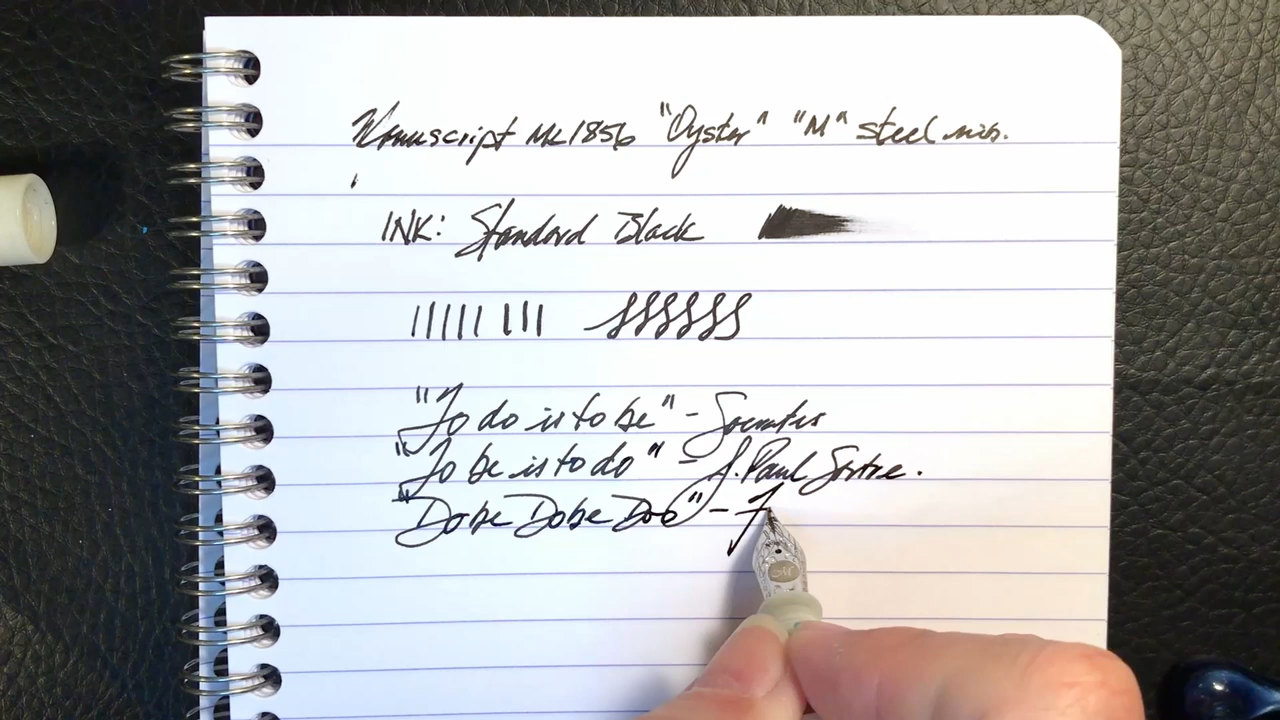 Manuscript ML1856 "Oyster" "M" steel nib.
INK: Standard Black
"To do is to be" - Socrates
"To be is to do" - J. Paul Sartre.
"Do be Do be Doo" - F